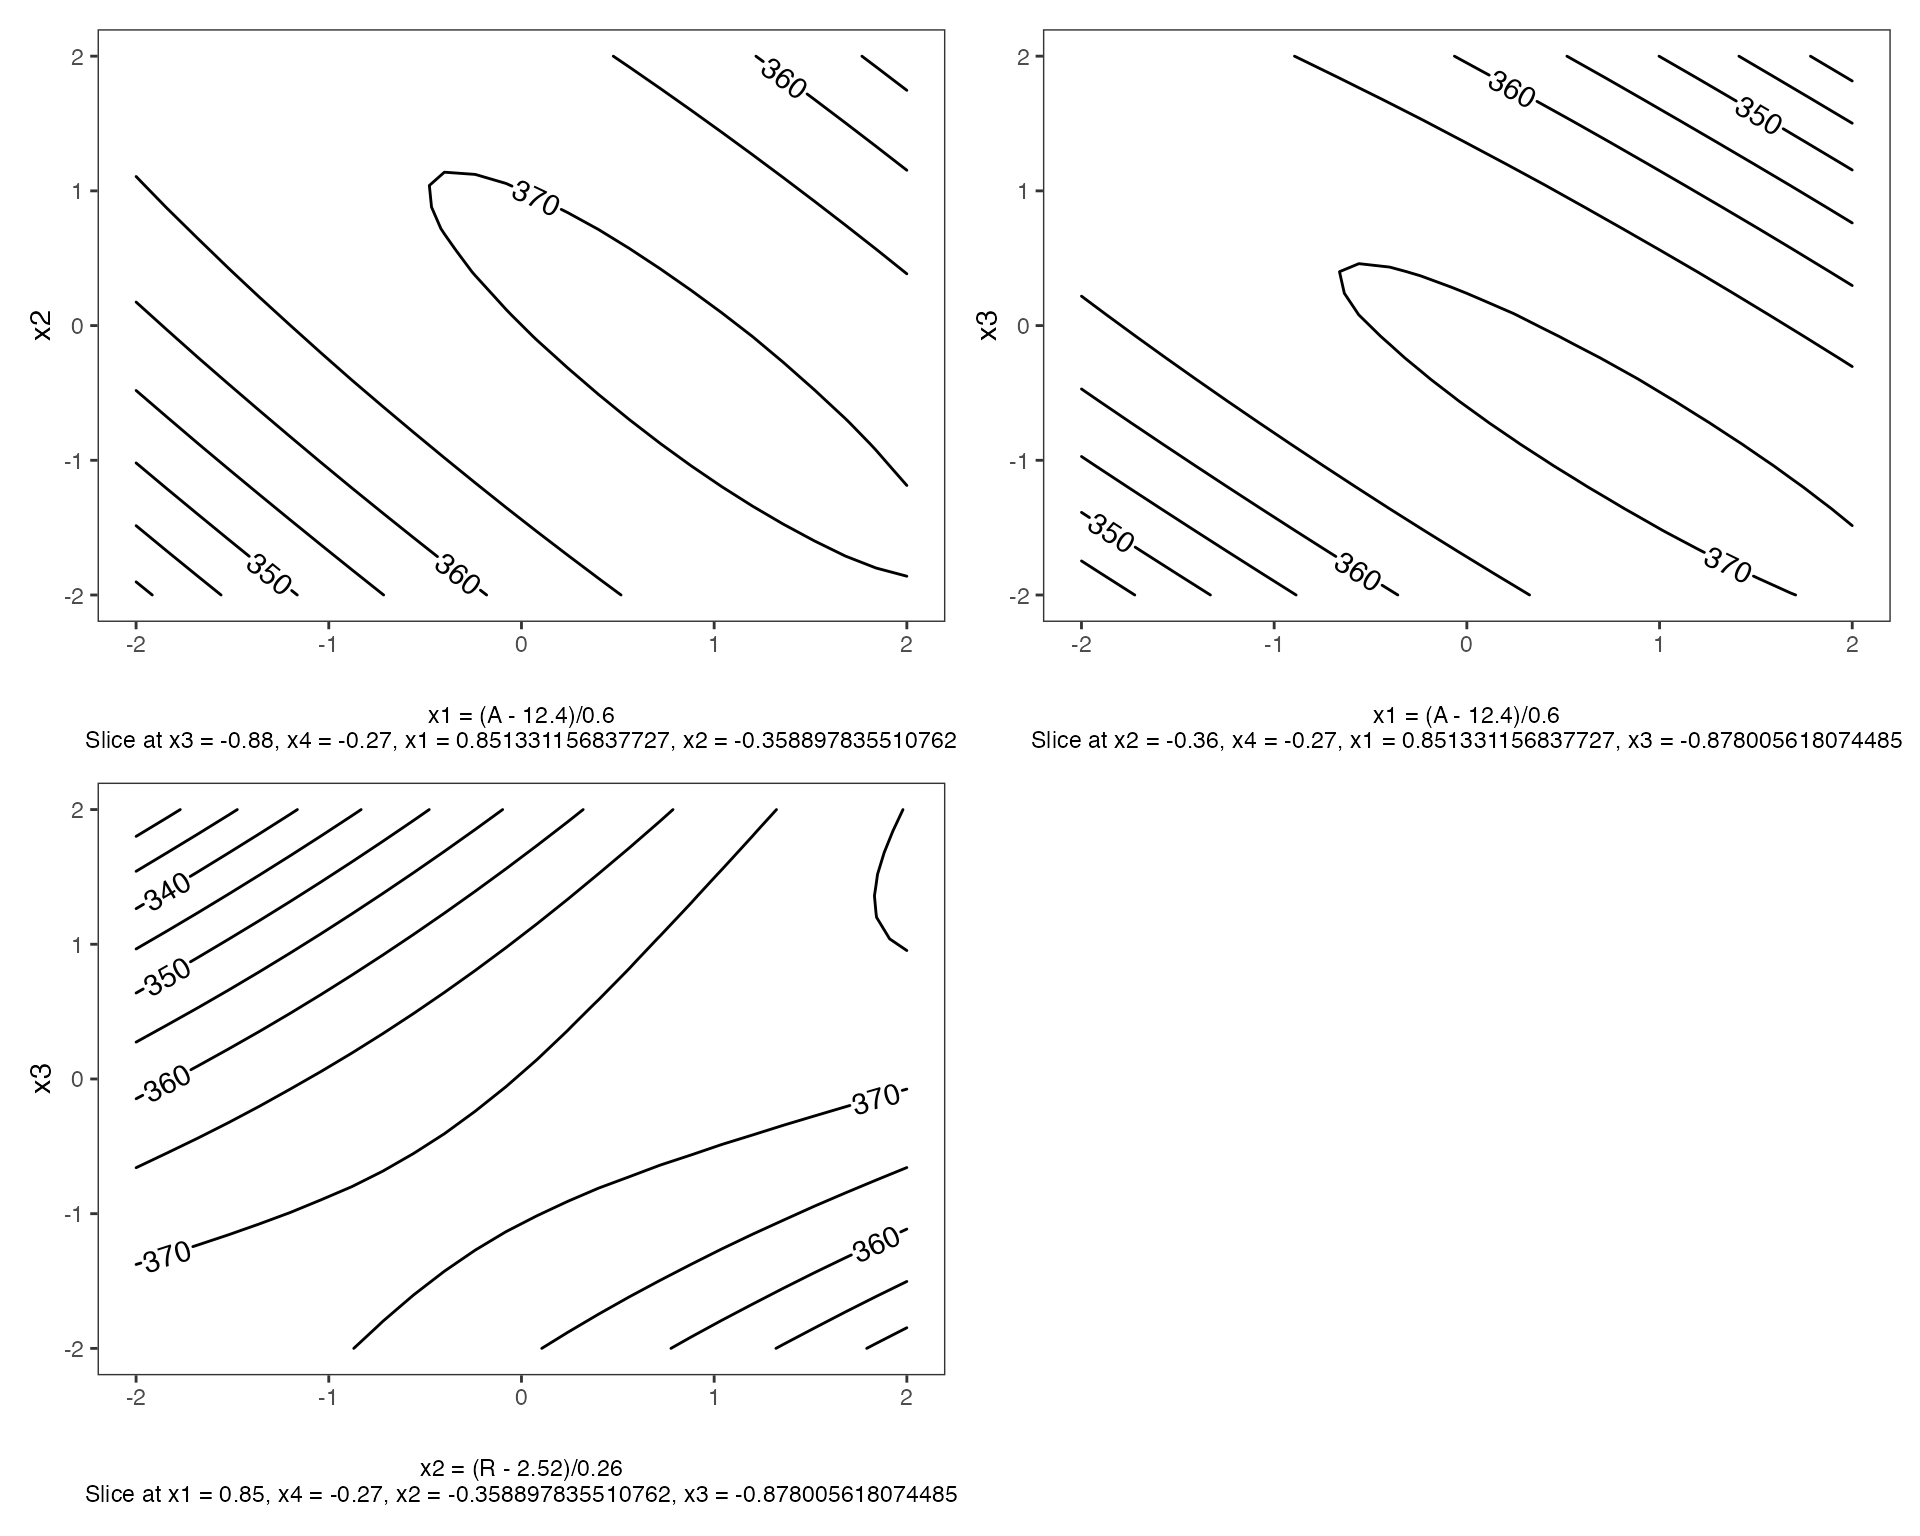 2
1
0
-1
-2
x2
360
370
350
360
-2 -1 0 1 2
x1 = (A - 12.4)/0.6
Slice at x3 = -0.88, x4 = -0.27, x1 = 0.851331156837727, x2 = -0.358897835510762
2
1
0
-1
-2
x3
360
350
350
360
370
-2 -1 0 1 2
x1 = (A - 12.4)/0.6
Slice at x2 = -0.36, x4 = -0.27, x1 = 0.851331156837727, x3 = -0.878005618074485
2
1
0
-1
-2
x3
340
350
360
370
370
360
-2 -1 0 1 2
x2 = (R - 2.52)/0.26
Slice at x1 = 0.85, x4 = -0.27, x2 = -0.358897835510762, x3 = -0.878005618074485